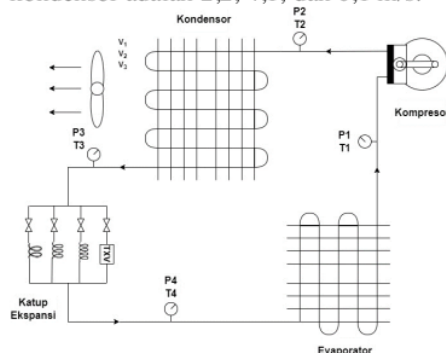 Kondensor
P2
T2
V1
V2
V3
Kompresor
P3
T3
P1
T1
TXV
Katup
Ekspansi
P4
T4
Evaporator